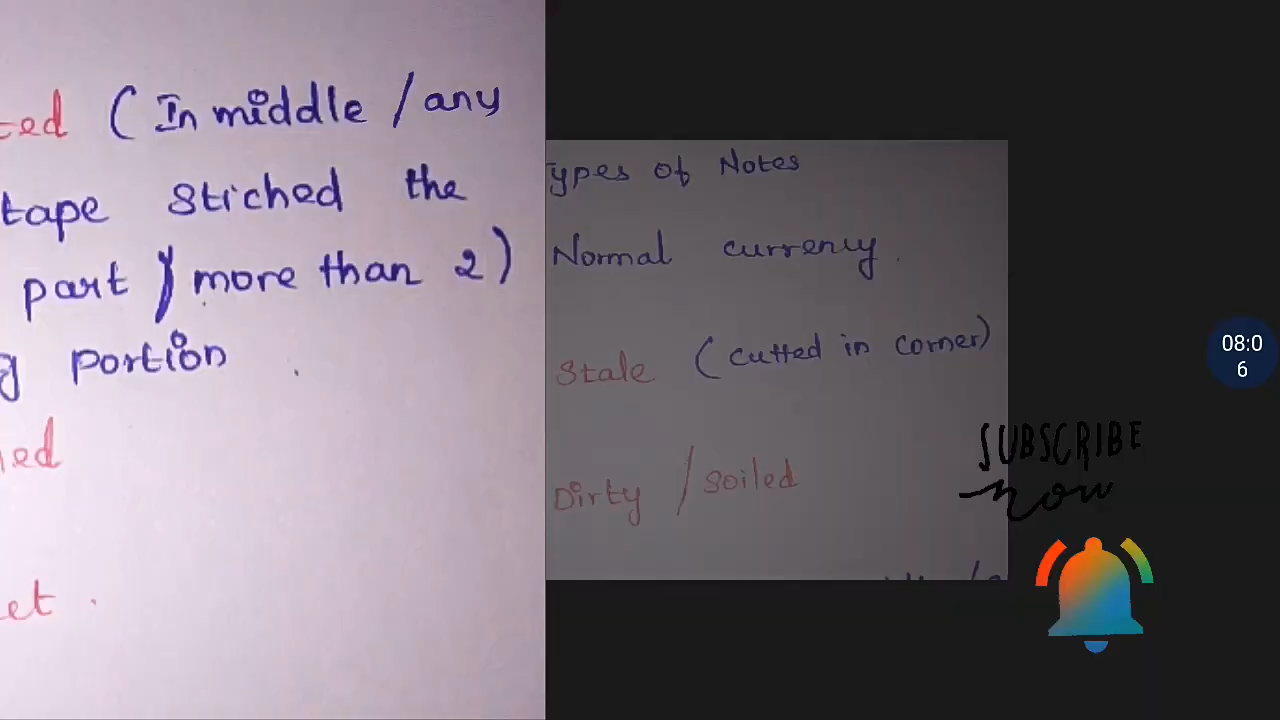 ted (In middle / any
tape stiched the
part / more than 2)
g portion
ed
et .
Types of Notes
Normal currency .
Stale (cutted in corner)
Dirty / soiled
SUBSCRIBE
now
08:0
6